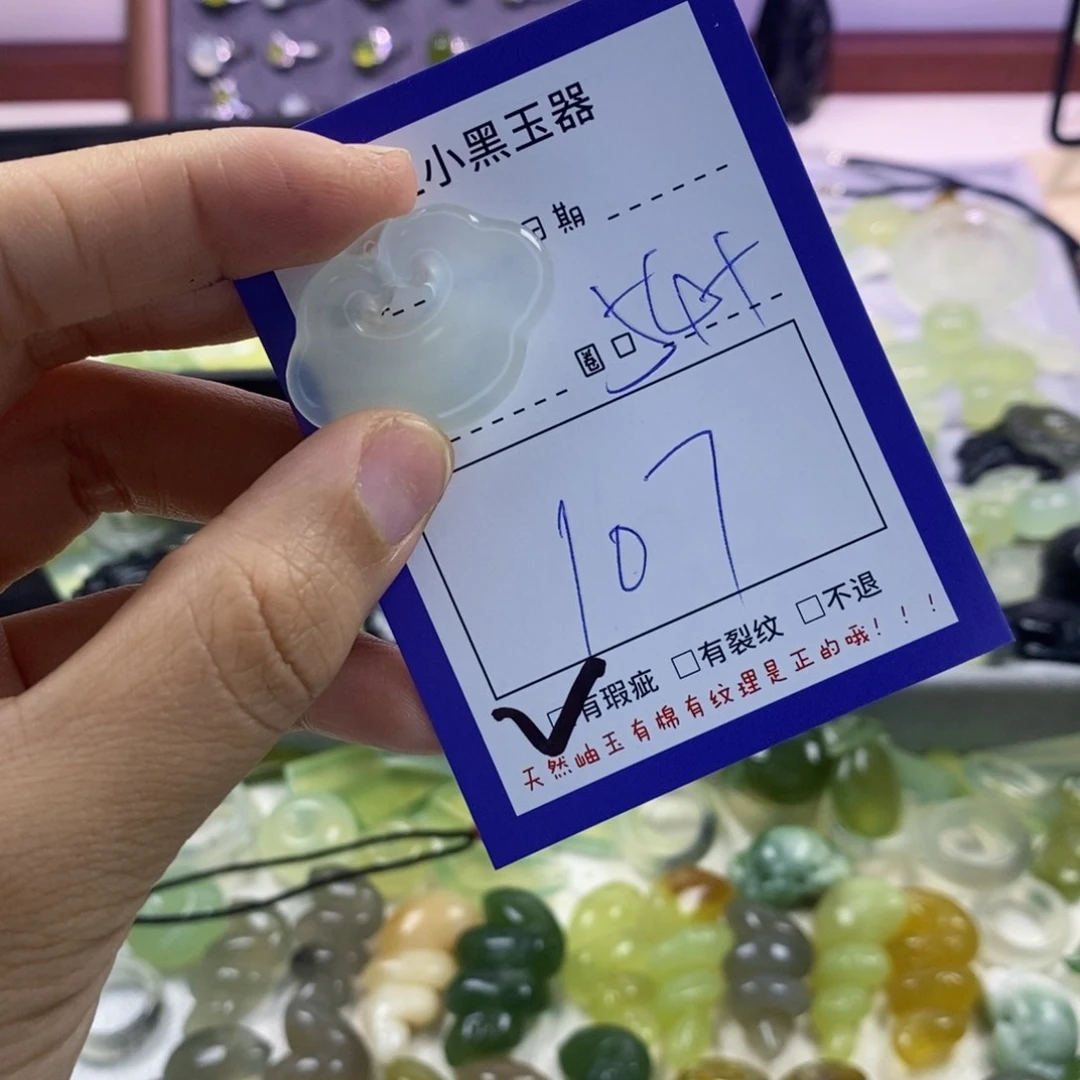 小黑玉器
日期
圈口
107
☑有瑕疵 □有裂纹 □不退
天然岫玉有棉有纹理是正的哦！！！